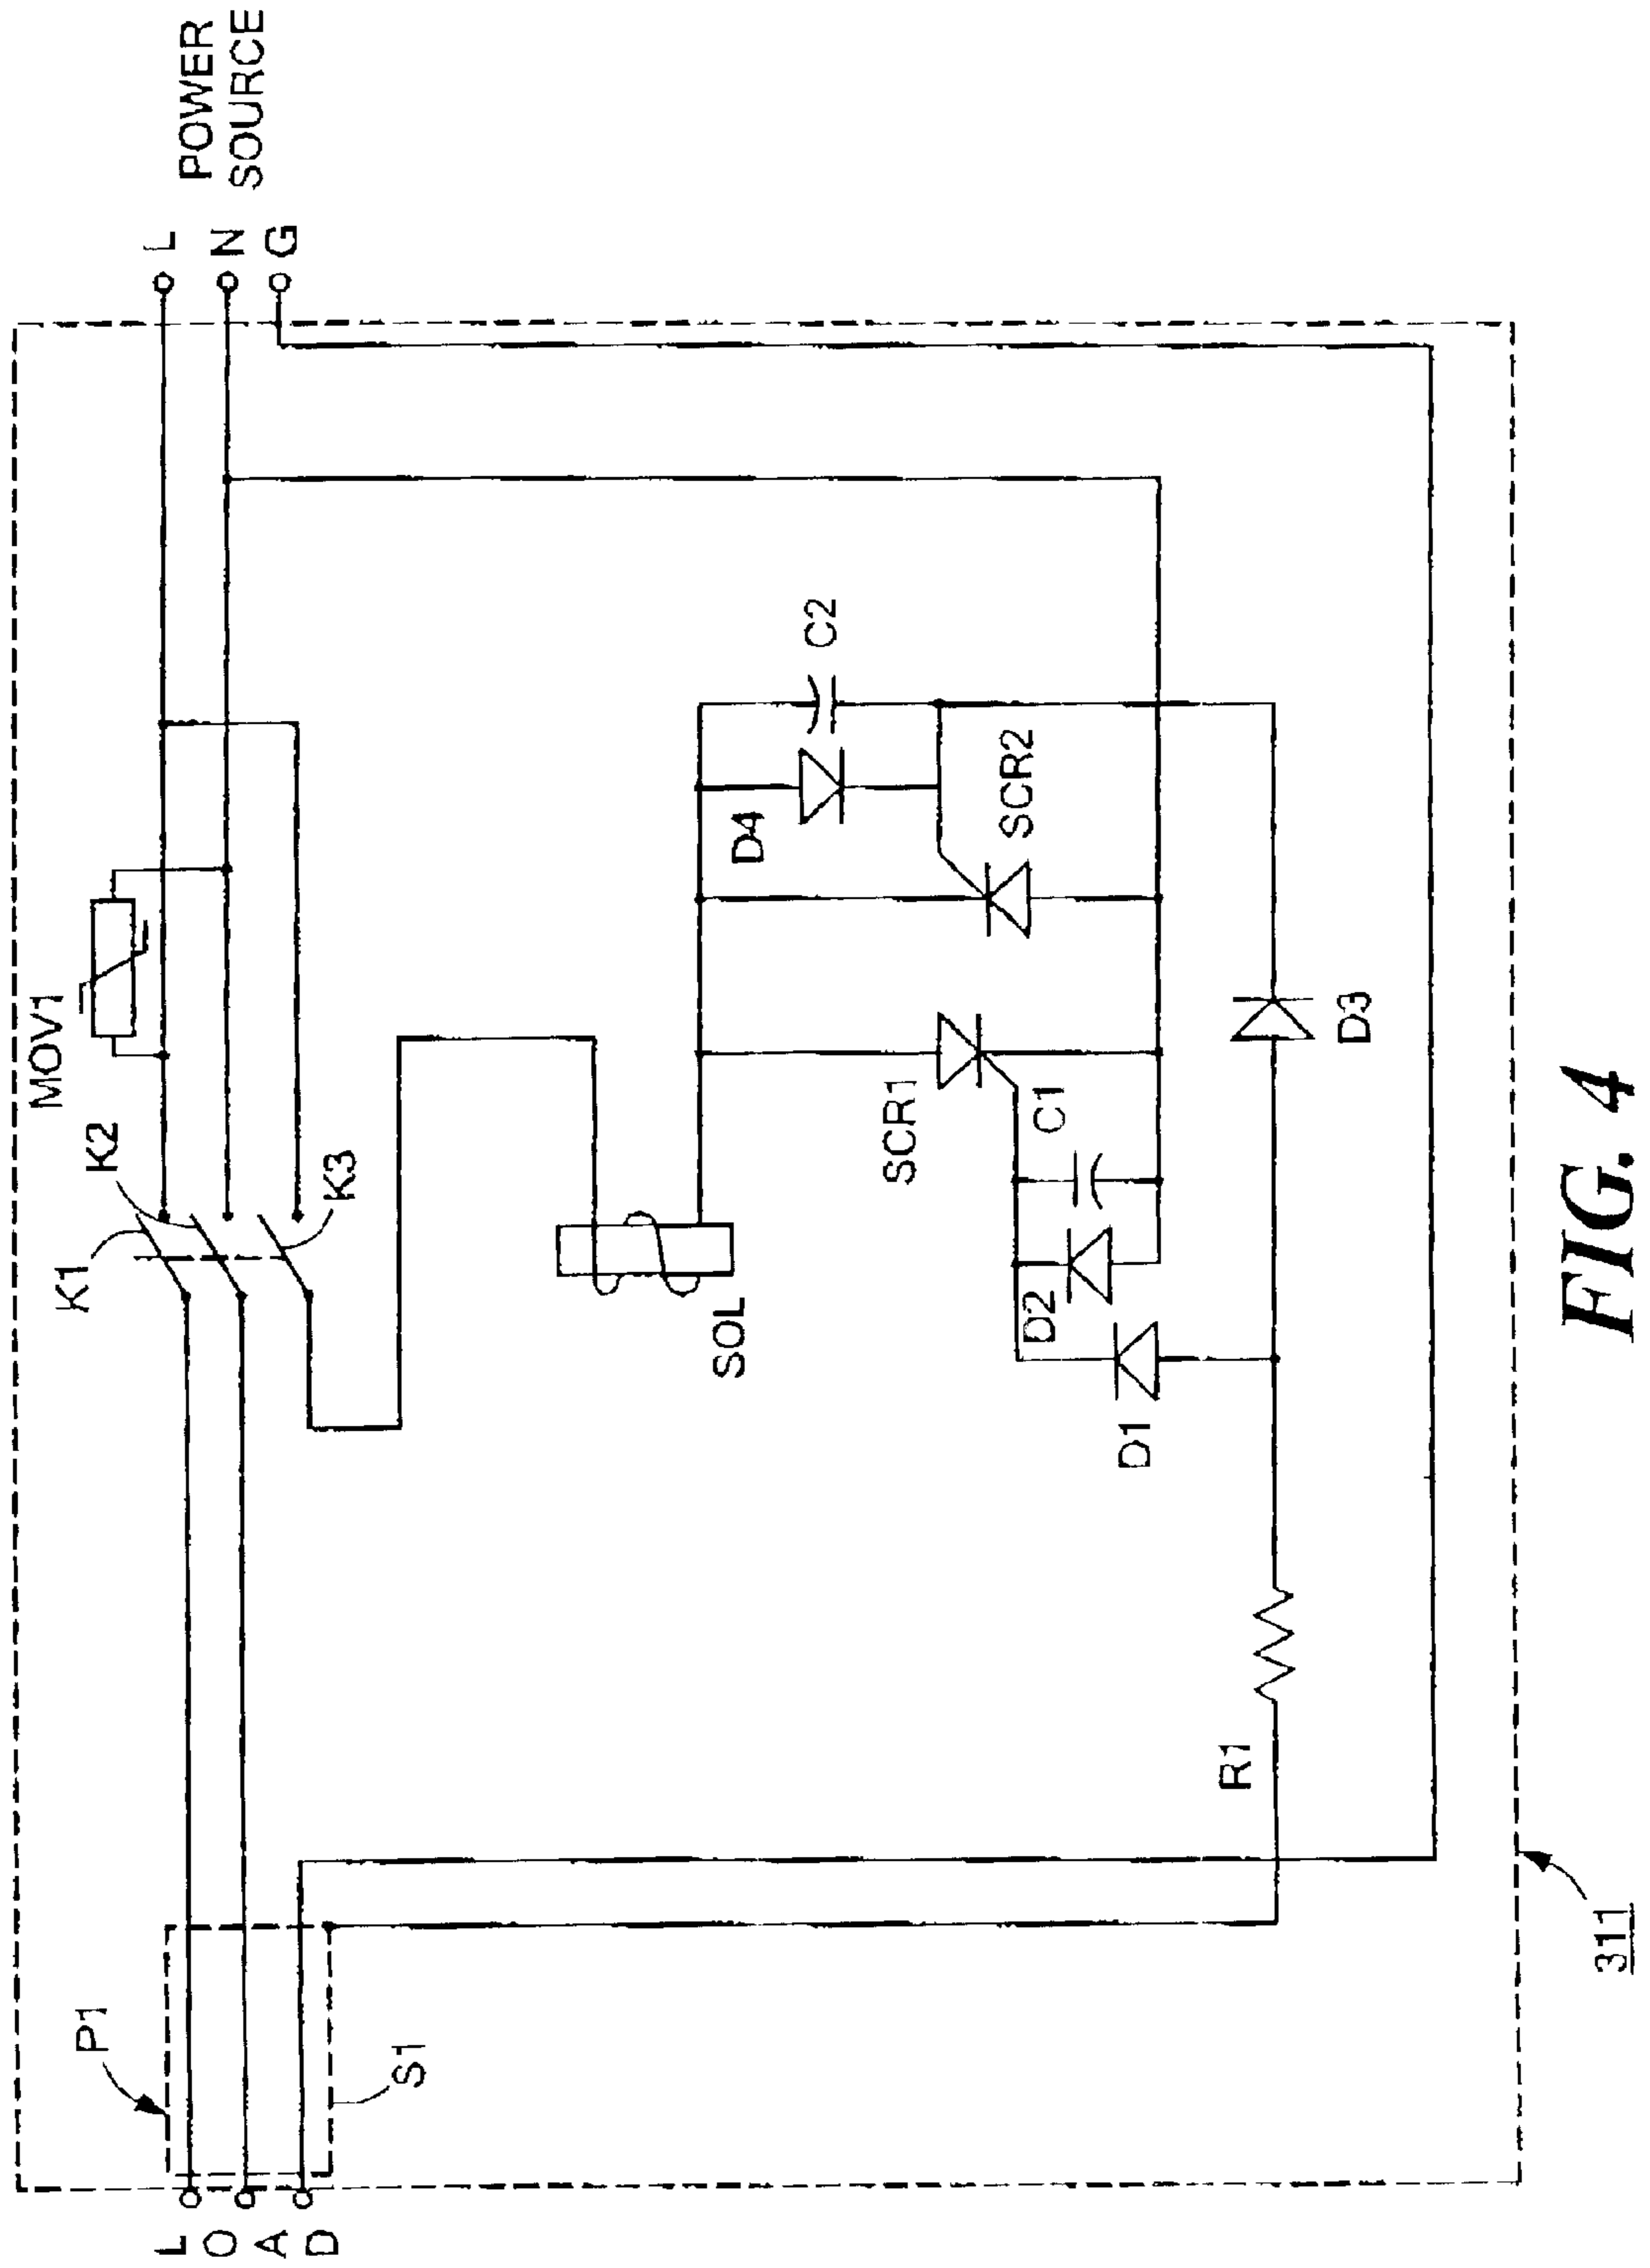 POWER
SOURCE
L
N
G
MOV1
K2
K1
K3
C2
D4
SCR2
SCR1
C1
D3
SOL
D2
D1
R1
P1
S1
L
O
A
D
311
FIG. 4